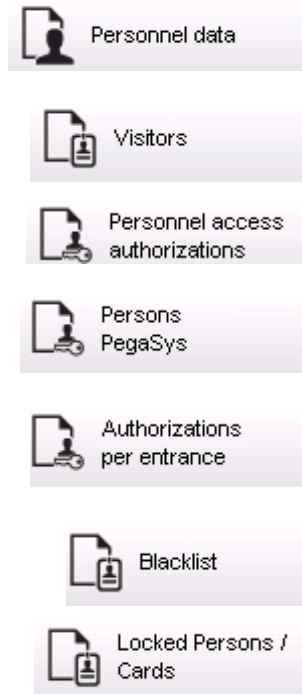 Personnel data
Visitors
Personnel access
authorizations
Persons
PegaSys
Authorizations
per entrance
Blacklist
Locked Persons /
Cards